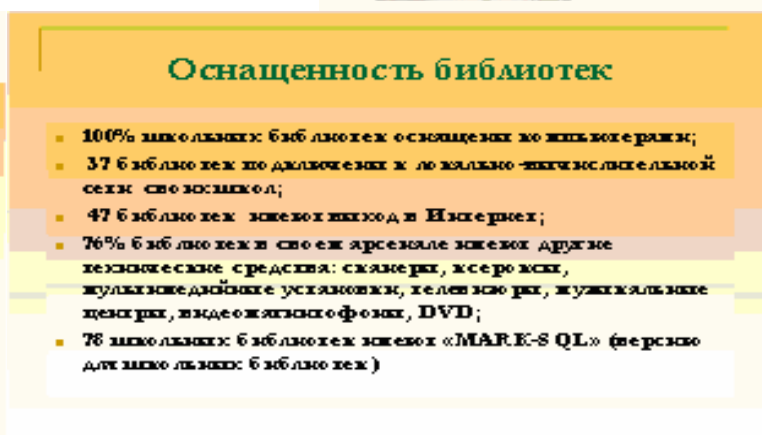 Оснащенность библиотек
100% школьных библиотек оснащены компьютерами;
37 библиотек подключены к локально-вычислительной
сети своих школ;
47 библиотек имеют выход в Интернет;
76% библиотек в своем арсенале имеют другие
технические средства: сканеры, ксероксы,
мультимедийные установки, телевизоры, музыкальные
центры, видеомагнитофоны, DVD;
78 школьных библиотек имеют «MARK-SQL» (версию
для школьных библиотек)